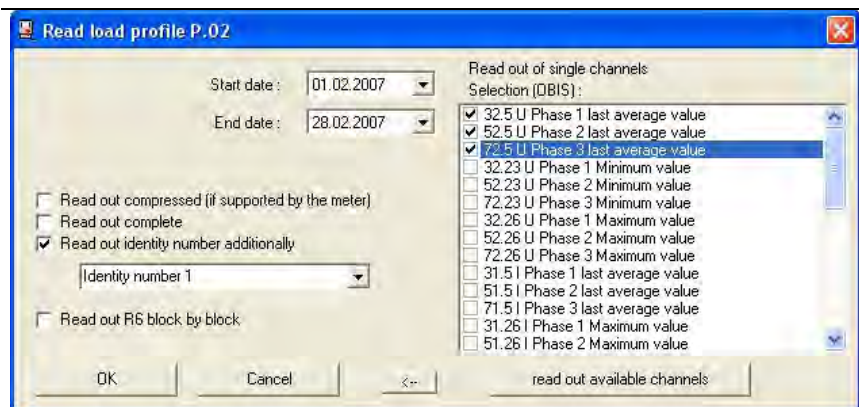 Read load profile P.02
Start date :
01.02.2007
End date :
28.02.2007
Read out compressed (if supported by the meter)
Read out complete
Read out identity number additionally
Identity number 1
Read out R6 block by block
Read out of single channels
Selection (OBIS) :
32.5 U Phase 1 last average value
52.5 U Phase 2 last average value
72.5 U Phase 3 last average value
32.23 U Phase 1 Minimum value
52.23 U Phase 2 Minimum value
72.23 U Phase 3 Minimum value
32.26 U Phase 1 Maximum value
52.26 U Phase 2 Maximum value
72.26 U Phase 3 Maximum value
31.5 I Phase 1 last average value
51.5 I Phase 2 last average value
71.5 I Phase 3 last average value
31.26 I Phase 1 Maximum value
51.26 I Phase 2 Maximum value
OK
Cancel
<--
read out available channels